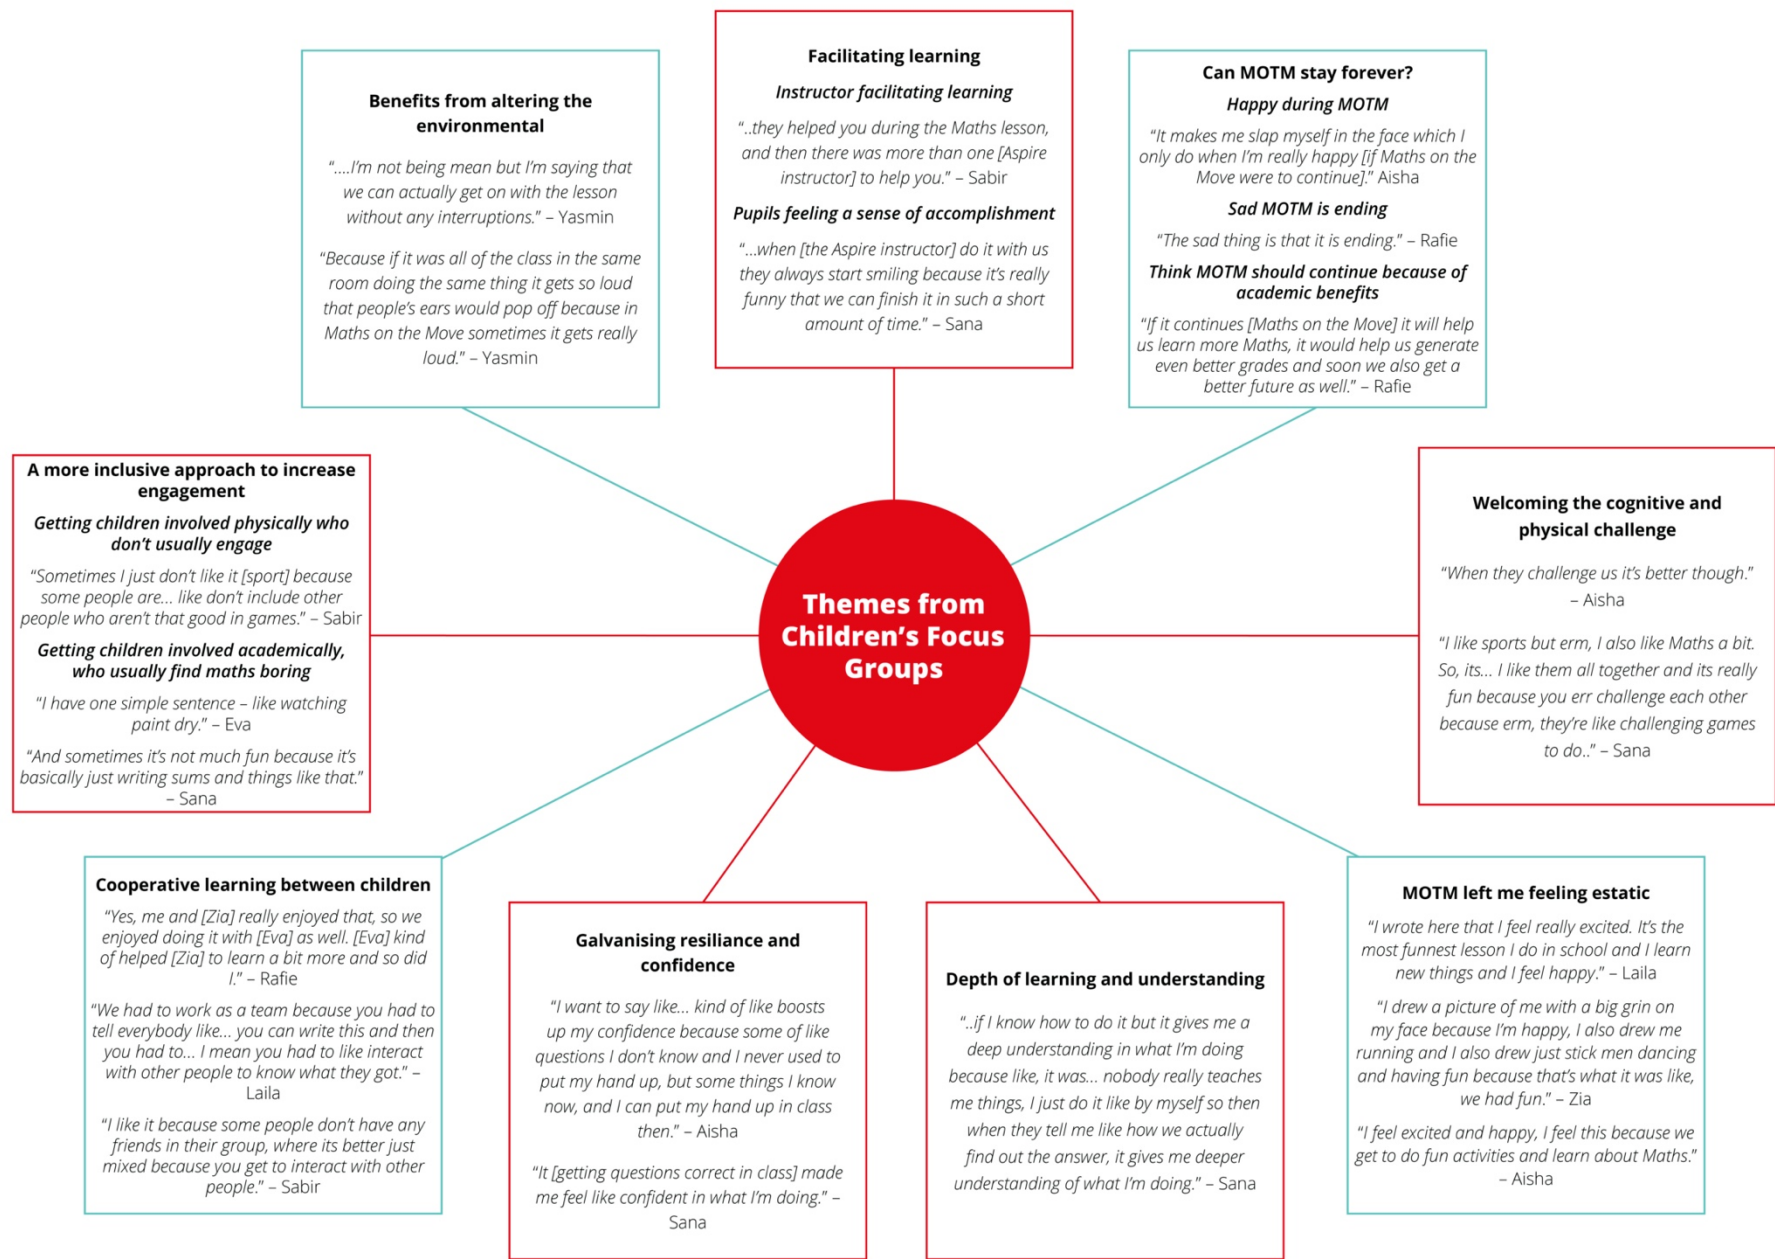 Benefits from altering the
environmental
“....I’m not being mean but I’m saying that
we can actually get on with the lesson
without any interruptions.” – Yasmin
“Because if it was all of the class in the same
room doing the same thing it gets so loud
that people’s ears would pop off because in
Maths on the Move sometimes it gets really
loud.” – Yasmin
Facilitating learning
Instructor facilitating learning
“..they helped you during the Maths lesson,
and then there was more than one [Aspire
instructor] to help you.” – Sabir
Pupils feeling a sense of accomplishment
“...when [the Aspire instructor] do it with us
they always start smiling because it’s really
funny that we can finish it in such a short
amount of time.” – Sana
Can MOTM stay forever?
Happy during MOTM
“It makes me slap myself in the face which I
only do when I’m really happy [if Maths on the
Move were to continue].” Aisha
Sad MOTM is ending
“The sad thing is that it is ending.” – Rafie
Think MOTM should continue because of
academic benefits
“If it continues [Maths on the Move] it will help
us learn more Maths, it would help us generate
even better grades and soon we also get a
better future as well.” – Rafie
A more inclusive approach to increase
engagement
Getting children involved physically who
don’t usually engage
“Sometimes I just don’t like it [sport] because
some people are... like don’t include other
people who aren’t that good in games.” – Sabir
Getting children involved academically,
who usually find maths boring
“I have one simple sentence – like watching
paint dry.” – Eva
“And sometimes it’s not much fun because it’s
basically just writing sums and things like that.”
– Sana
Themes from
Children’s Focus
Groups
Welcoming the cognitive and
physical challenge
“When they challenge us it’s better though.”
– Aisha
“I like sports but erm, I also like Maths a bit.
So, its... I like them all together and its really
fun because you err challenge each other
because erm, they’re like challenging games
to do..” – Sana
Cooperative learning between children
“Yes, me and [Zia] really enjoyed that, so we
enjoyed doing it with [Eva] as well. [Eva] kind
of helped [Zia] to learn a bit more and so did
I.” – Rafie
“We had to work as a team because you had to
tell everybody like... you can write this and then
you had to... I mean you had to like interact
with other people to know what they got.” –
Laila
“I like it because some people don’t have any
friends in their group, where its better just
mixed because you get to interact with other
people.” – Sabir
Galvanising resiliance and
confidence
“I want to say like... kind of like boosts
up my confidence because some of like
questions I don’t know and I never used to
put my hand up, but some things I know
now, and I can put my hand up in class
then.” – Aisha
“It [getting questions correct in class] made
me feel like confident in what I’m doing.” –
Sana
Depth of learning and understanding
“..if I know how to do it but it gives me a
deep understanding in what I’m doing
because like, it was... nobody really teaches
me things, I just do it like by myself so then
when they tell me like how we actually
find out the answer, it gives me deeper
understanding of what I’m doing.” – Sana
MOTM left me feeling estatic
“I wrote here that I feel really excited. It’s the
most funnest lesson I do in school and I learn
new things and I feel happy.” – Laila
“I drew a picture of me with a big grin on
my face because I’m happy, I also drew me
running and I also drew just stick men dancing
and having fun because that’s what it was like,
we had fun.” – Zia
“I feel excited and happy, I feel this because we
get to do fun activities and learn about Maths.”
– Aisha